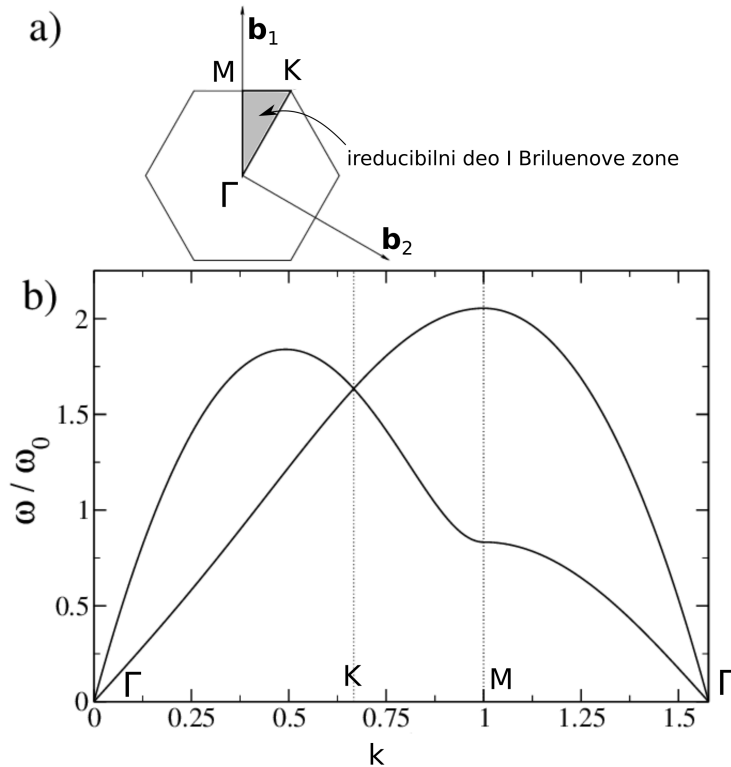 a)
b₁
M
K
ireducibilni deo I Briluenove zone
Γ
b₂
b)
2
1.5
1
0.5
0
ω / ω₀
Γ
K
M
Γ
0
0.25
0.5
0.75
1
1.25
1.5
k